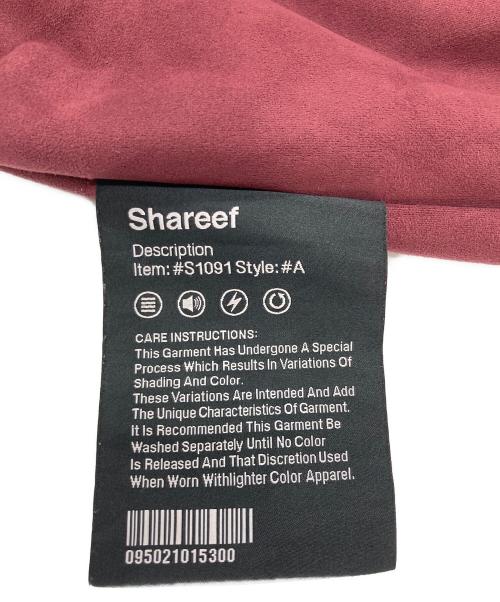 Shareef
Description
Item: #S1091 Style: #A
CARE INSTRUCTIONS:
This Garment Has Undergone A Special
Process Which Results In Variations Of
Shading And Color.
These Variations Are Intended And Add
The Unique Characteristics Of Garment.
It Is Recommended This Garment Be
Washed Separately Until No Color
Is Released And That Discretion Used
When Worn Withlighter Color Apparel.
095021015300